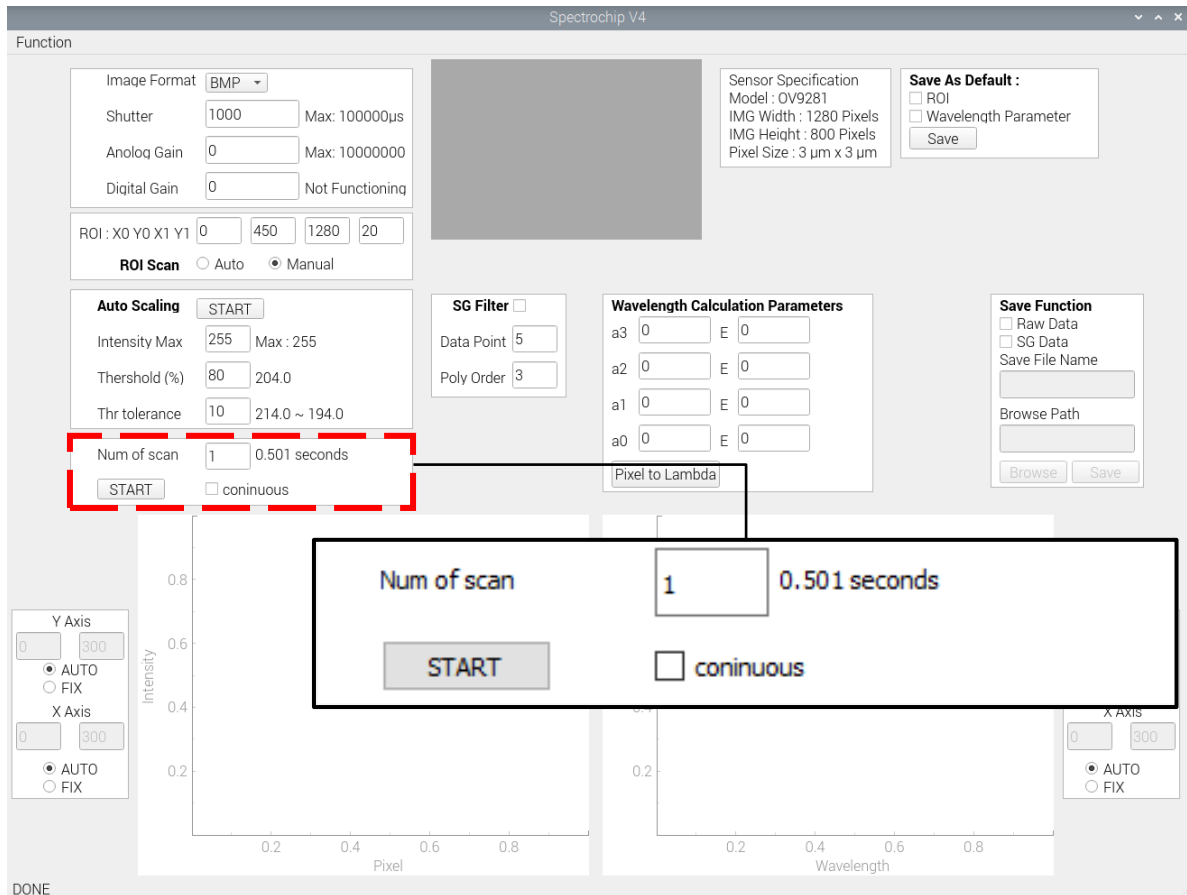 Spectrochip V4
Function
Image Format BMP
Shutter 1000 Max: 100000µs
Anolog Gain 0 Max: 10000000
Digital Gain 0 Not Functioning
Sensor Specification
Model : OV9281
IMG Width : 1280 Pixels
IMG Height : 800 Pixels
Pixel Size : 3 µm x 3 µm
Save As Default :
ROI
Wavelength Parameter
Save
ROI : X0 Y0 X1 Y1 0 450 1280 20
ROI Scan Auto Manual
Auto Scaling START
Intensity Max 255 Max : 255
Thershold (%) 80 204.0
Thr tolerance 10 214.0 ~ 194.0
SG Filter
Data Point 5
Poly Order 3
Wavelength Calculation Parameters
a3 0 E 0
a2 0 E 0
a1 0 E 0
a0 0 E 0
Pixel to Lambda
Save Function
Raw Data
SG Data
Save File Name
Browse Path
Browse Save
Num of scan 1 0.501 seconds
START coninuous
Num of scan 1 0.501 seconds
START coninuous
Y Axis
0 300
AUTO
FIX
X Axis
0 300
AUTO
FIX
0.8
0.6
0.4
0.2
Intensity
0.2 0.4 0.6 0.8
Pixel
0.2
0.2 0.4 0.6 0.8
Wavelength
X Axis
0 300
AUTO
FIX
DONE